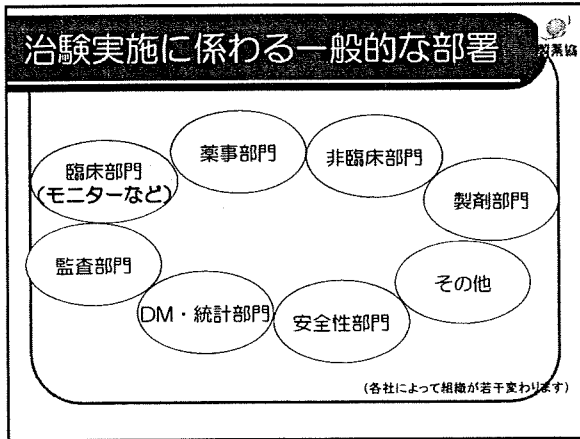 治験実施に係わる一般的な部署
製薬協
薬事部門
非臨床部門
臨床部門
(モニターなど)
製剤部門
監査部門
その他
DM・統計部門
安全性部門
(各社によって組織が若干変わります)